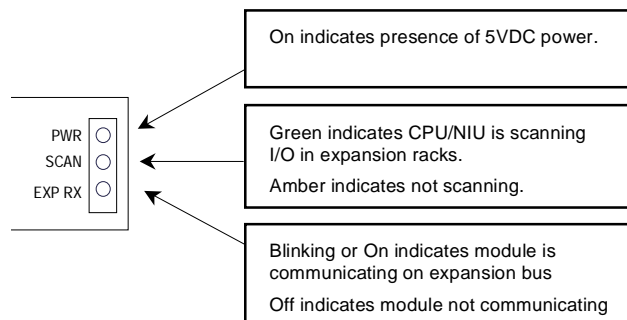 On indicates presence of 5VDC power.
PWR
SCAN
EXP RX
Green indicates CPU/NIU is scanning
I/O in expansion racks.
Amber indicates not scanning.
Blinking or On indicates module is
communicating on expansion bus
Off indicates module not communicating